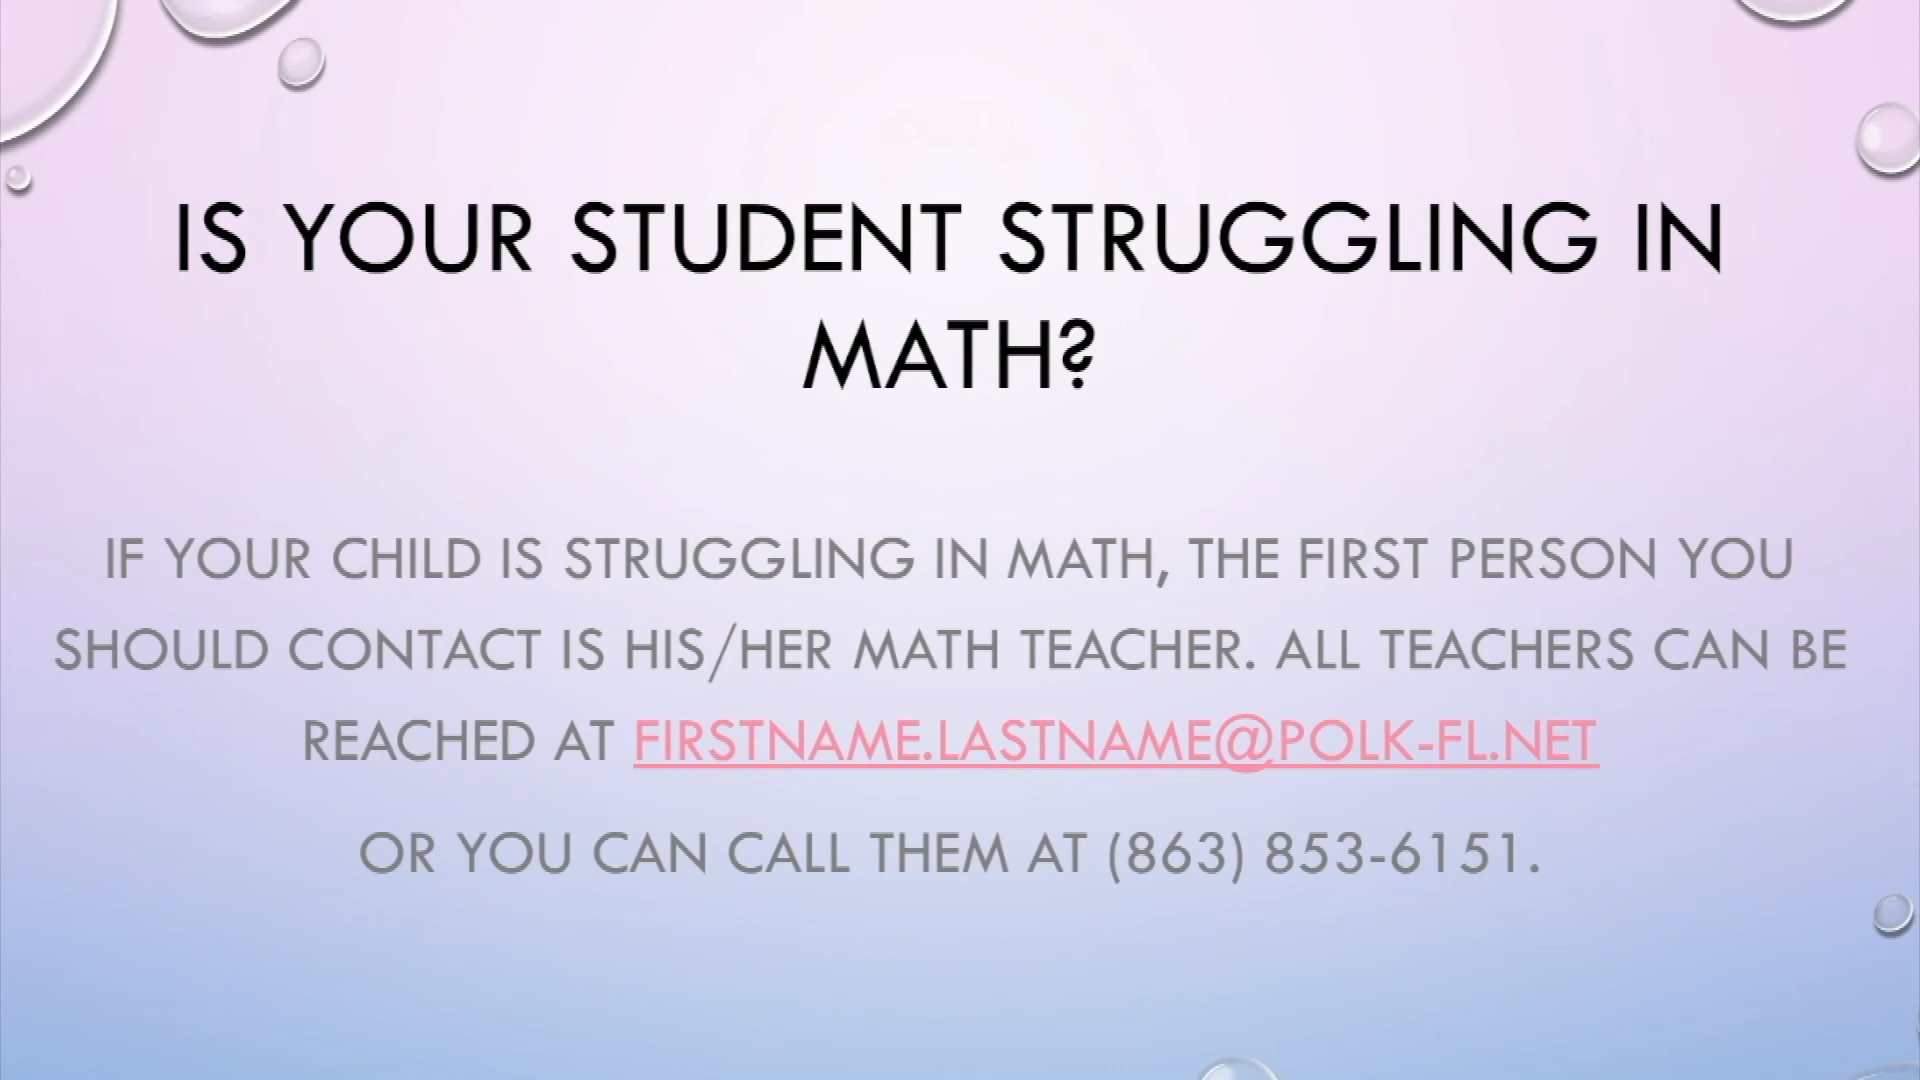 IS YOUR STUDENT STRUGGLING IN
MATH?
IF YOUR CHILD IS STRUGGLING IN MATH, THE FIRST PERSON YOU
SHOULD CONTACT IS HIS/HER MATH TEACHER. ALL TEACHERS CAN BE
REACHED AT FIRSTNAME.LASTNAME@POLK-FL.NET
OR YOU CAN CALL THEM AT (863) 853-6151.